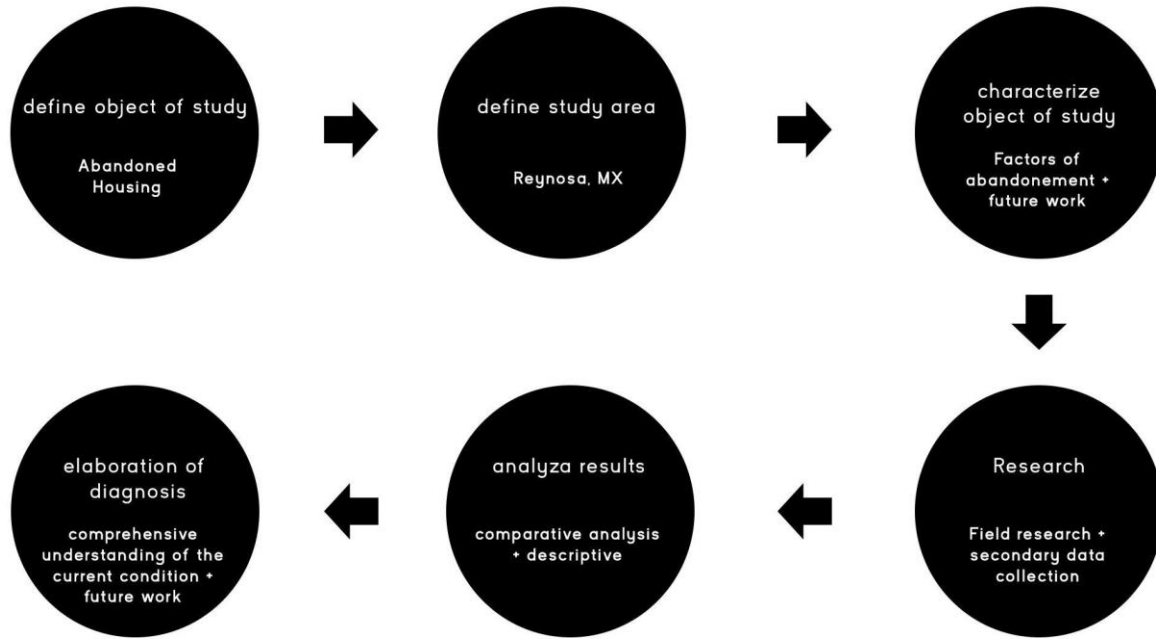 define object of study
Abandoned
Housing
define study area
Reynosa, MX
characterize
object of study
Factors of
abandonement +
future work
Research
Field research +
secondary data
collection
analyza results
comparative analysis
+ descriptive
elaboration of
diagnosis
comprehensive
understanding of the
current condition +
future work